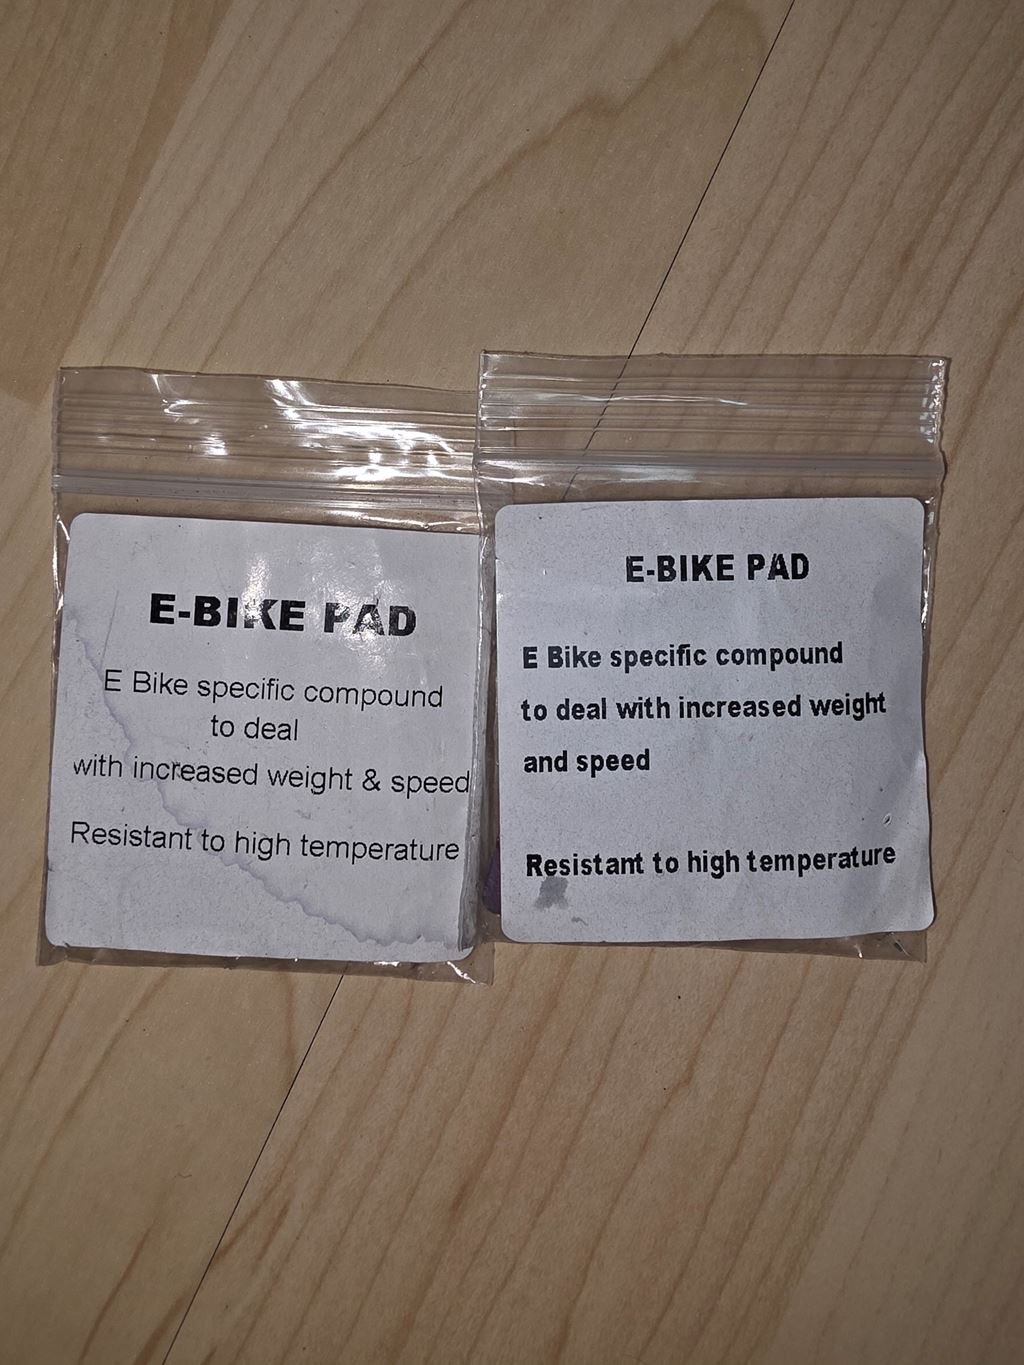 E-BIKE PAD
E Bike specific compound
to deal
with increased weight & speed
Resistant to high temperature
E-BIKE PAD
E Bike specific compound
to deal with increased weight
and speed
Resistant to high temperature